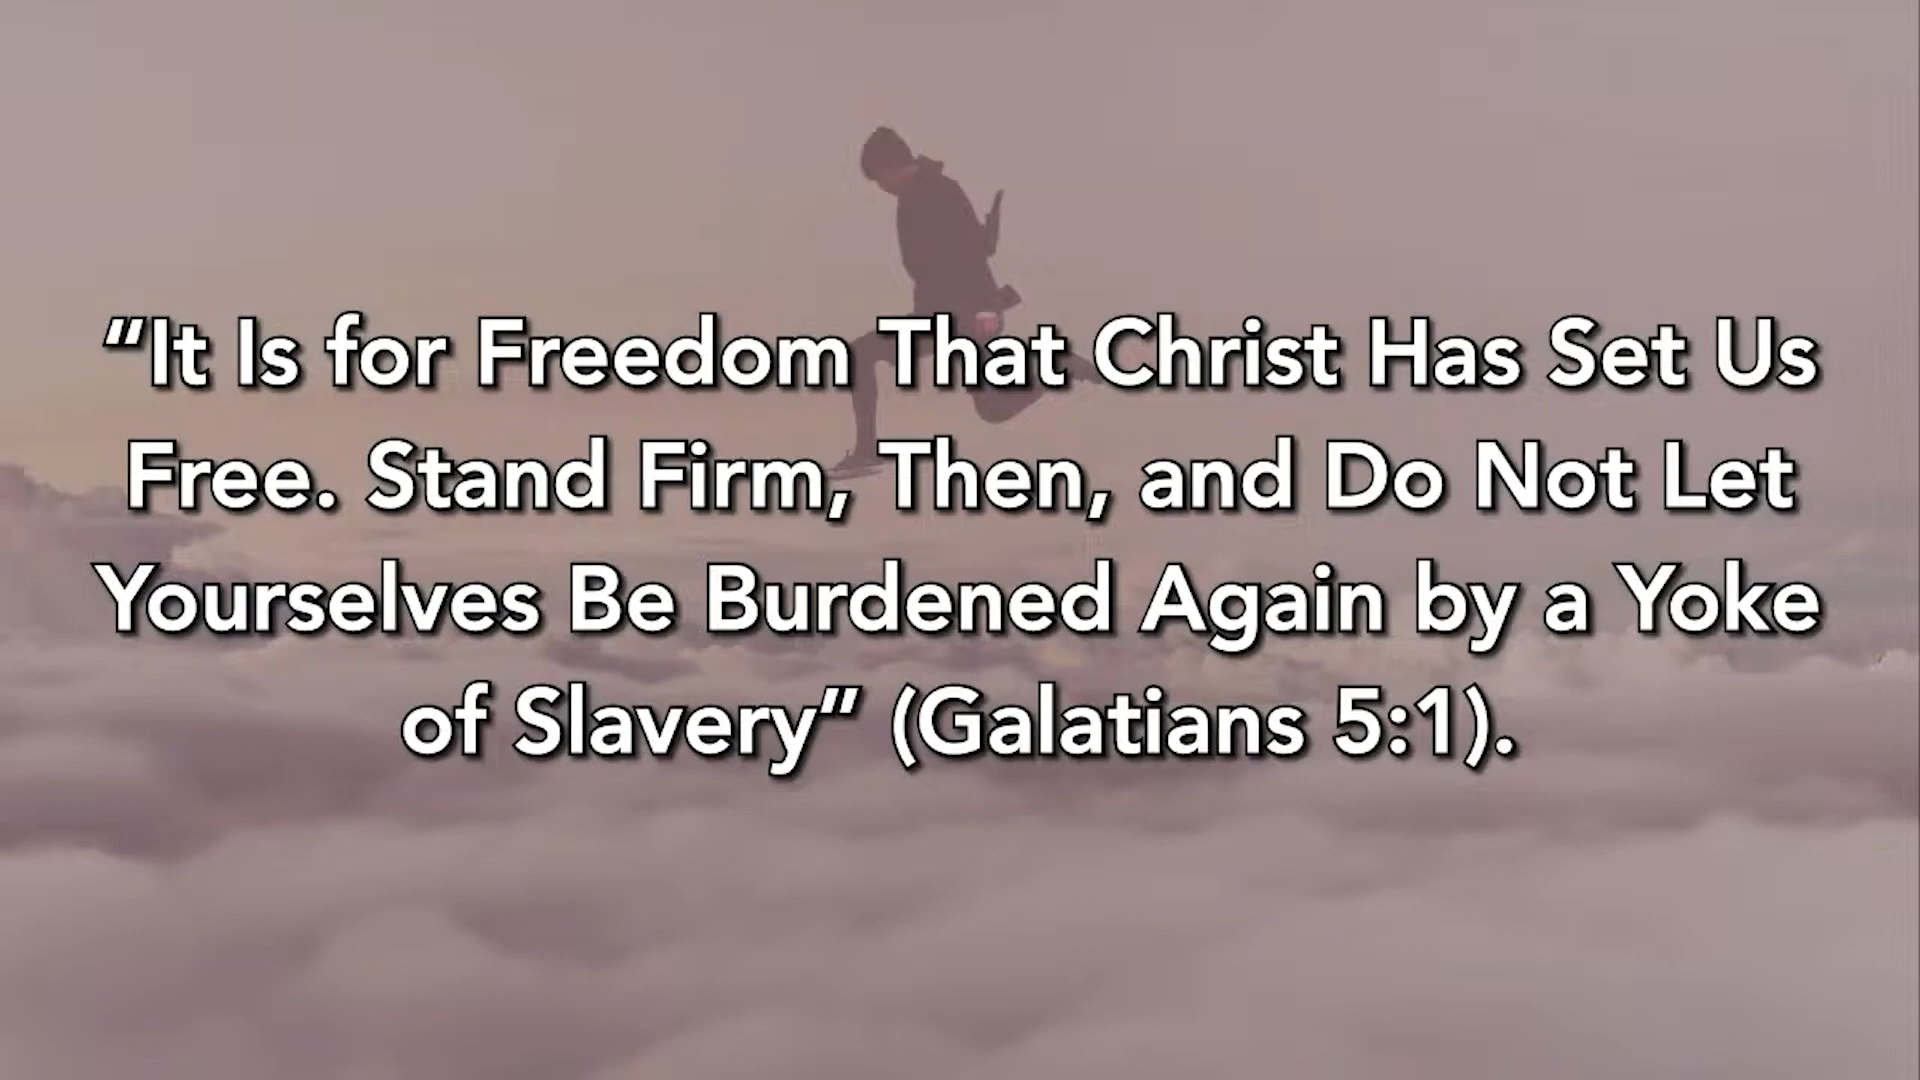 “It Is for Freedom That Christ Has Set Us
Free. Stand Firm, Then, and Do Not Let
Yourselves Be Burdened Again by a Yoke
of Slavery” (Galatians 5:1).